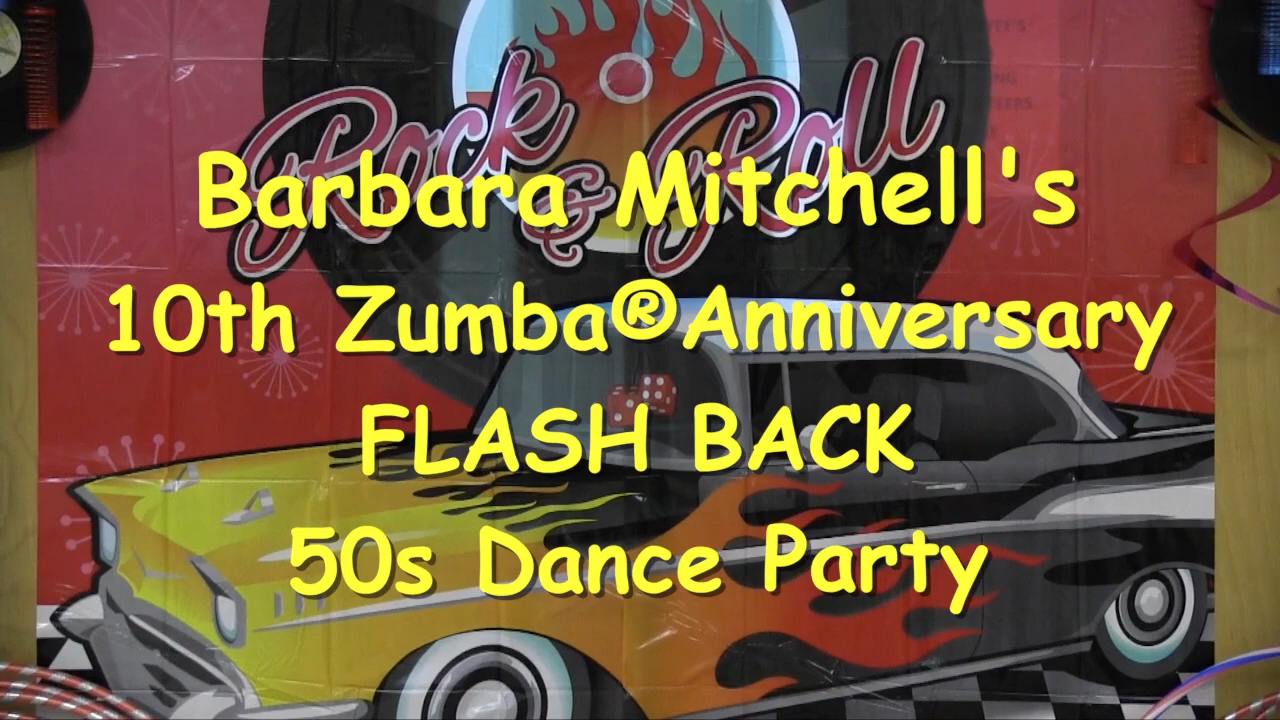 Rock
& Roll
Barbara Mitchell's
10th Zumba®Anniversary
FLASH BACK
50s Dance Party